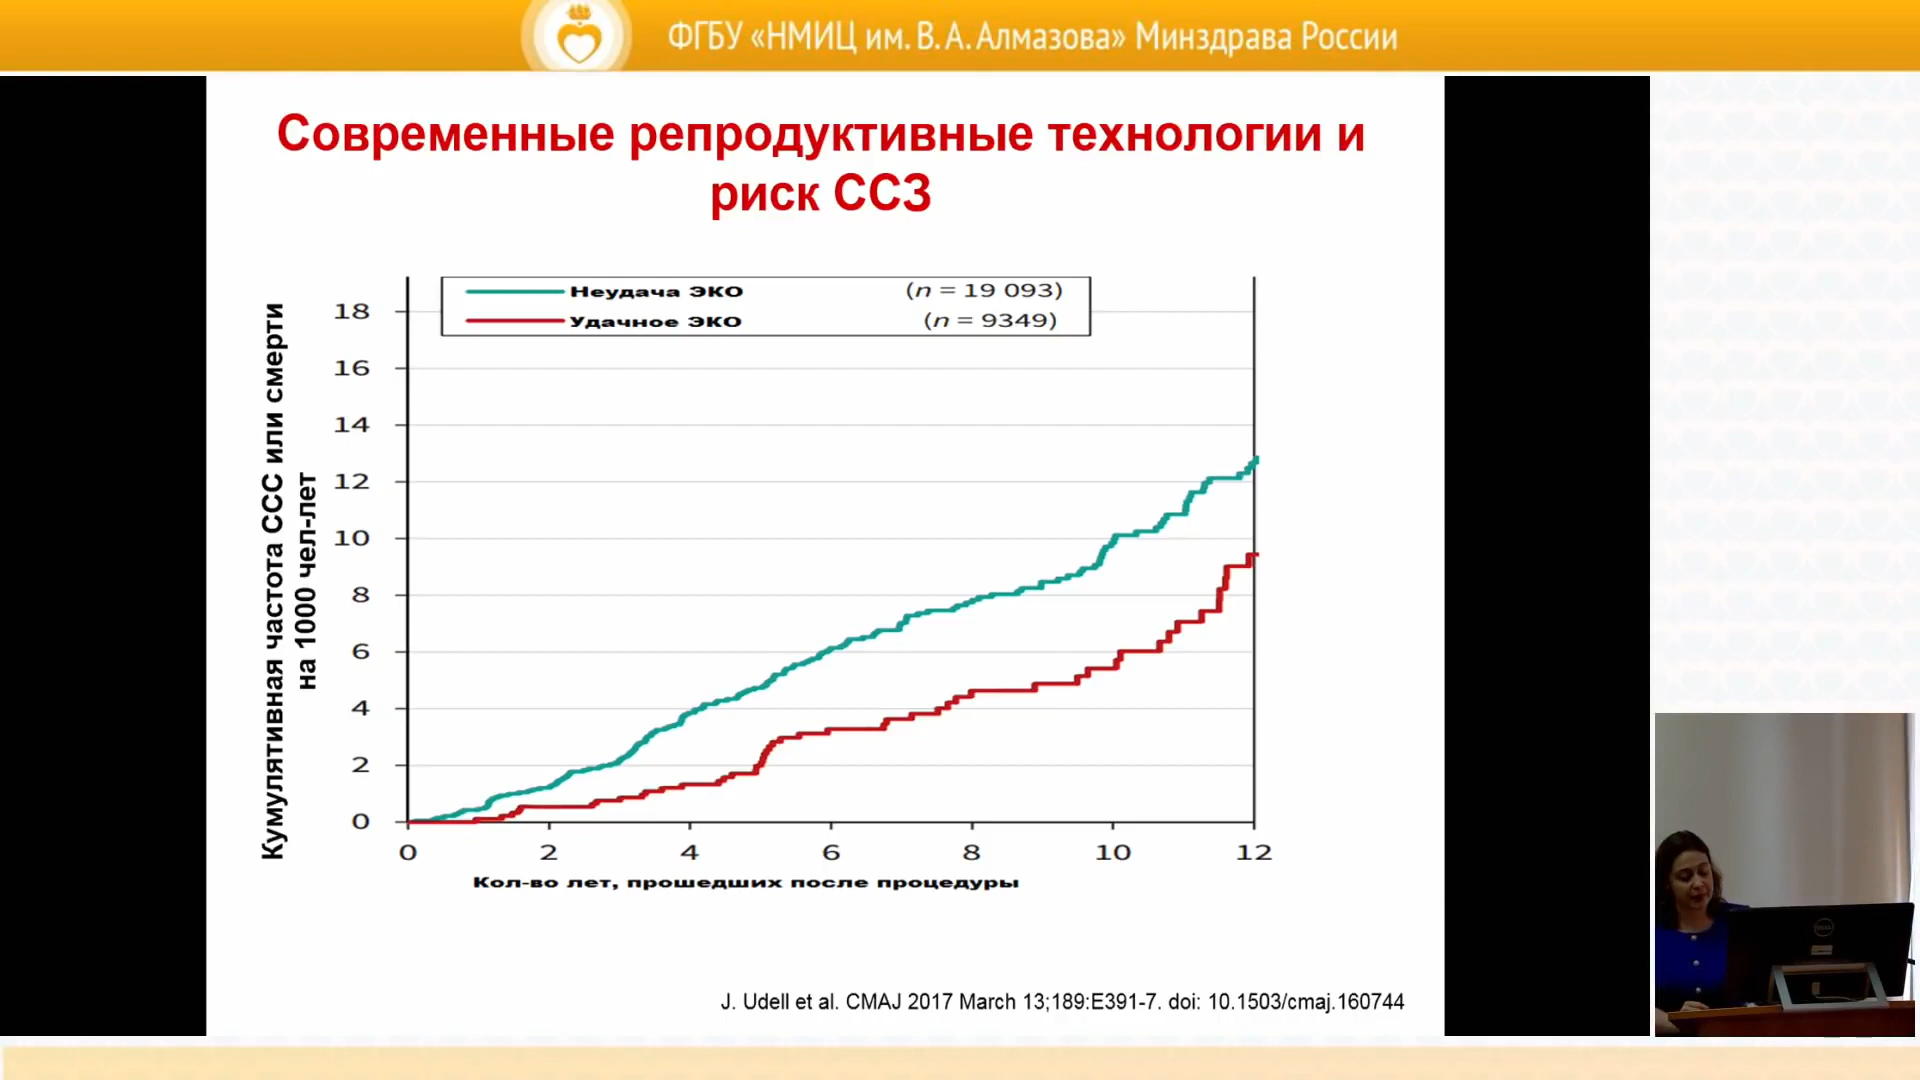 ФГБУ «НМИЦ им. В. А. Алмазова» Минздрава России
Современные репродуктивные технологии и
риск ССЗ
Неудача ЭКО (n = 19 093)
Удачное ЭКО (n = 9349)
Кумулятивная частота ССС или смерти
на 1000 чел-лет
18
16
14
12
10
8
6
4
2
0
0 2 4 6 8 10 12
Кол-во лет, прошедших после процедуры
J. Udell et al. CMAJ 2017 March 13;189:E391-7. doi: 10.1503/cmaj.160744